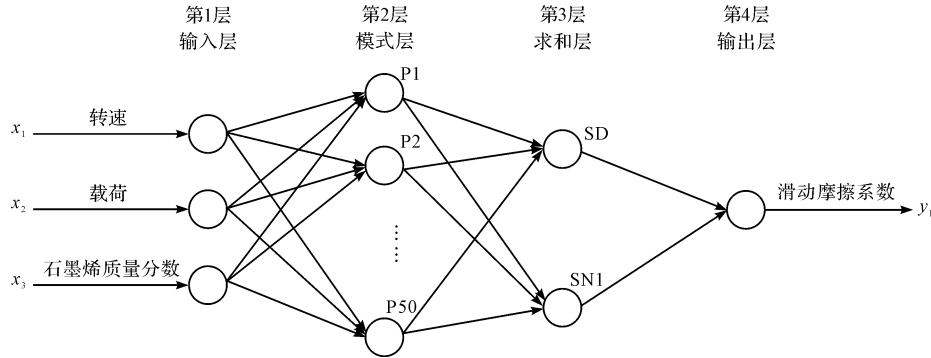 第1层 第2层 第3层 第4层
输入层 模式层 求和层 输出层
P1
x1 转速
P2
SD
x2 载荷
滑动摩擦系数 y1
……
x3 石墨烯质量分数
SN1
P50